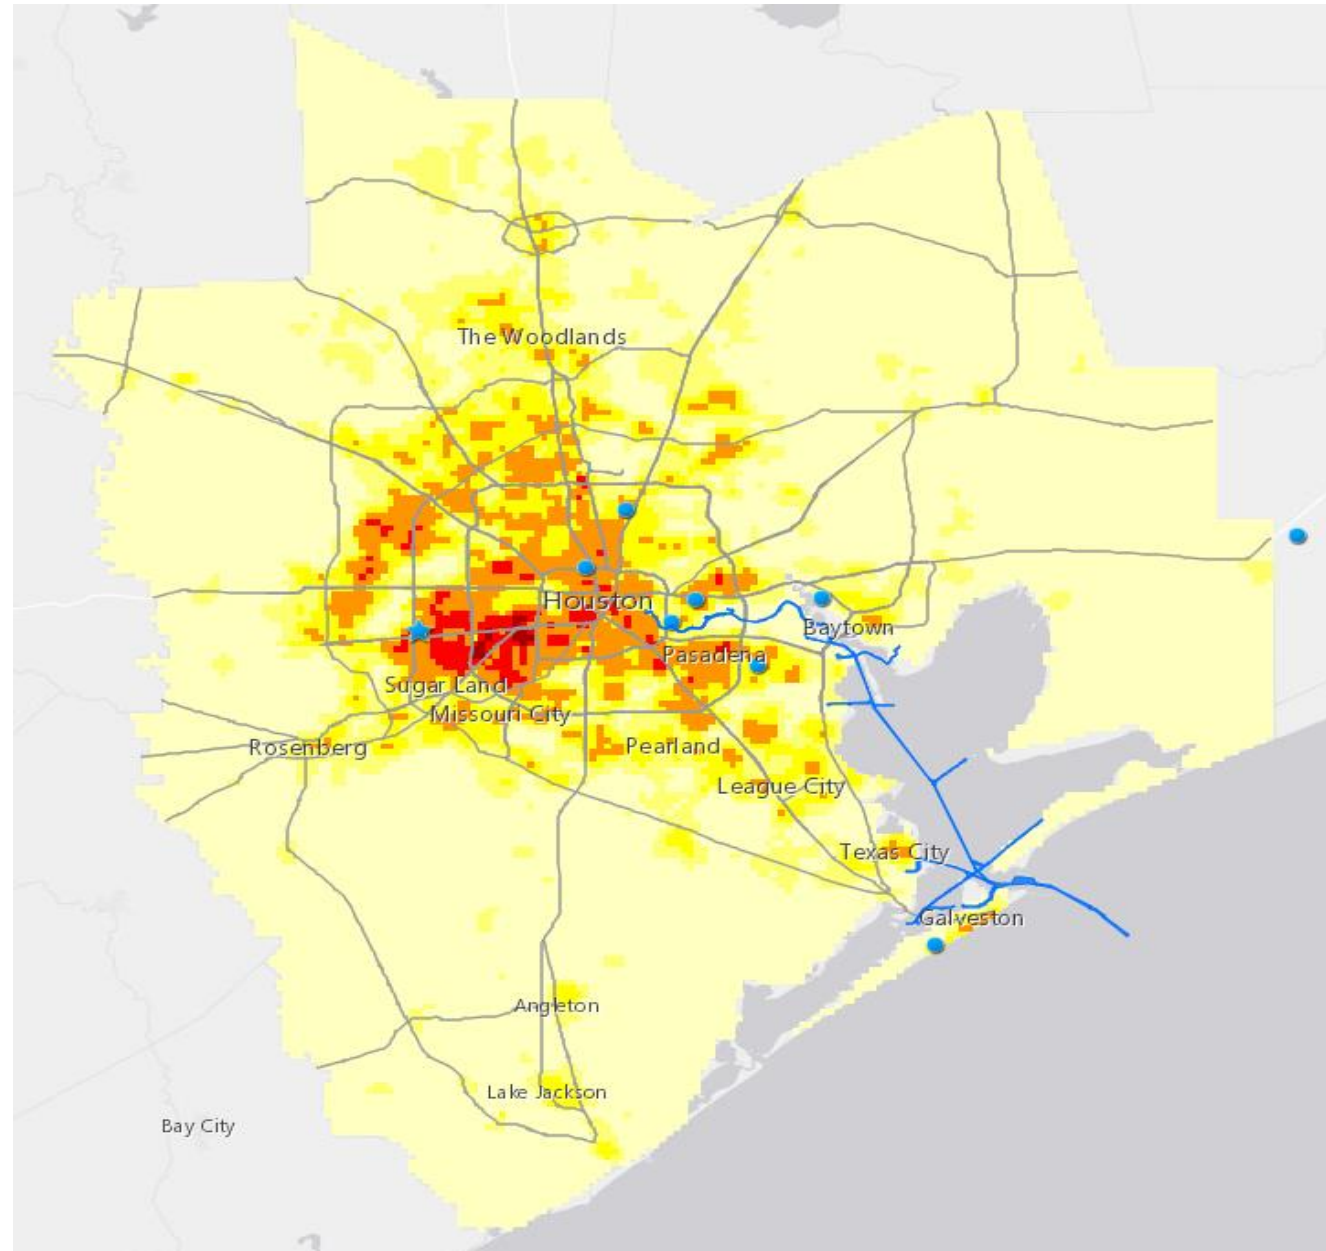 The Woodlands
Houston
Baytown
Pasadena
Sugar Land
Missouri City
Rosenberg
Pearland
League City
Texas City
Galveston
Angleton
Lake Jackson
Bay City